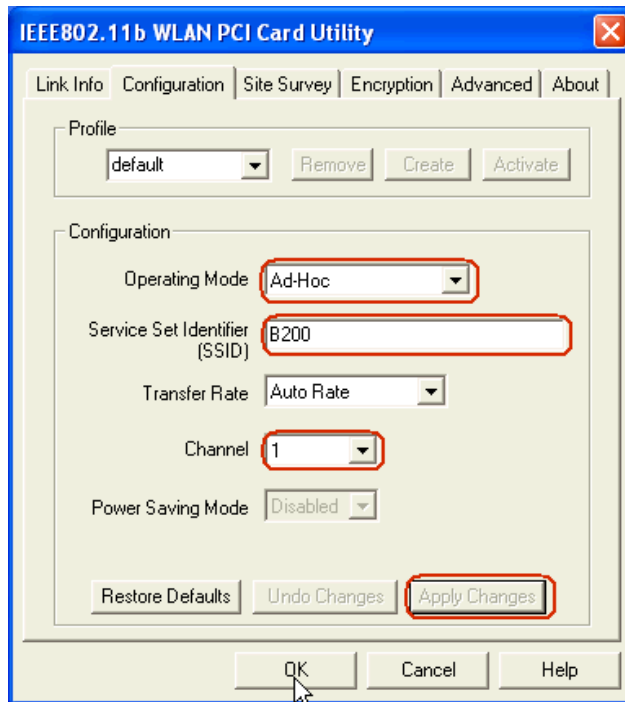 IEEE802.11b WLAN PCI Card Utility
Link Info Configuration Site Survey Encryption Advanced About
Profile
default Remove Create Activate
Configuration
Operating Mode Ad-Hoc
Service Set Identifier
(SSID) B200
Transfer Rate Auto Rate
Channel 1
Power Saving Mode Disabled
Restore Defaults Undo Changes Apply Changes
OK Cancel Help